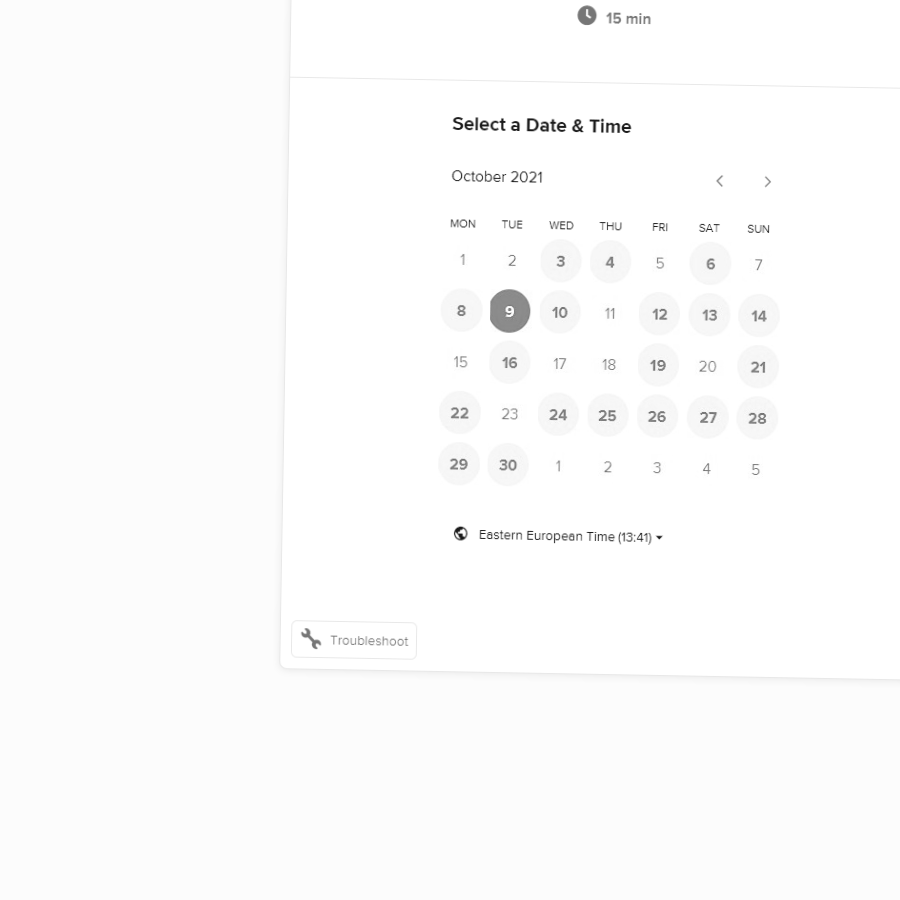 15 min
Select a Date & Time
October 2021
MON TUE WED THU FRI SAT SUN
1 2 3 4 5 6 7
8 9 10 11 12 13 14
15 16 17 18 19 20 21
22 23 24 25 26 27 28
29 30 1 2 3 4 5
Eastern European Time (13:41)
Troubleshoot